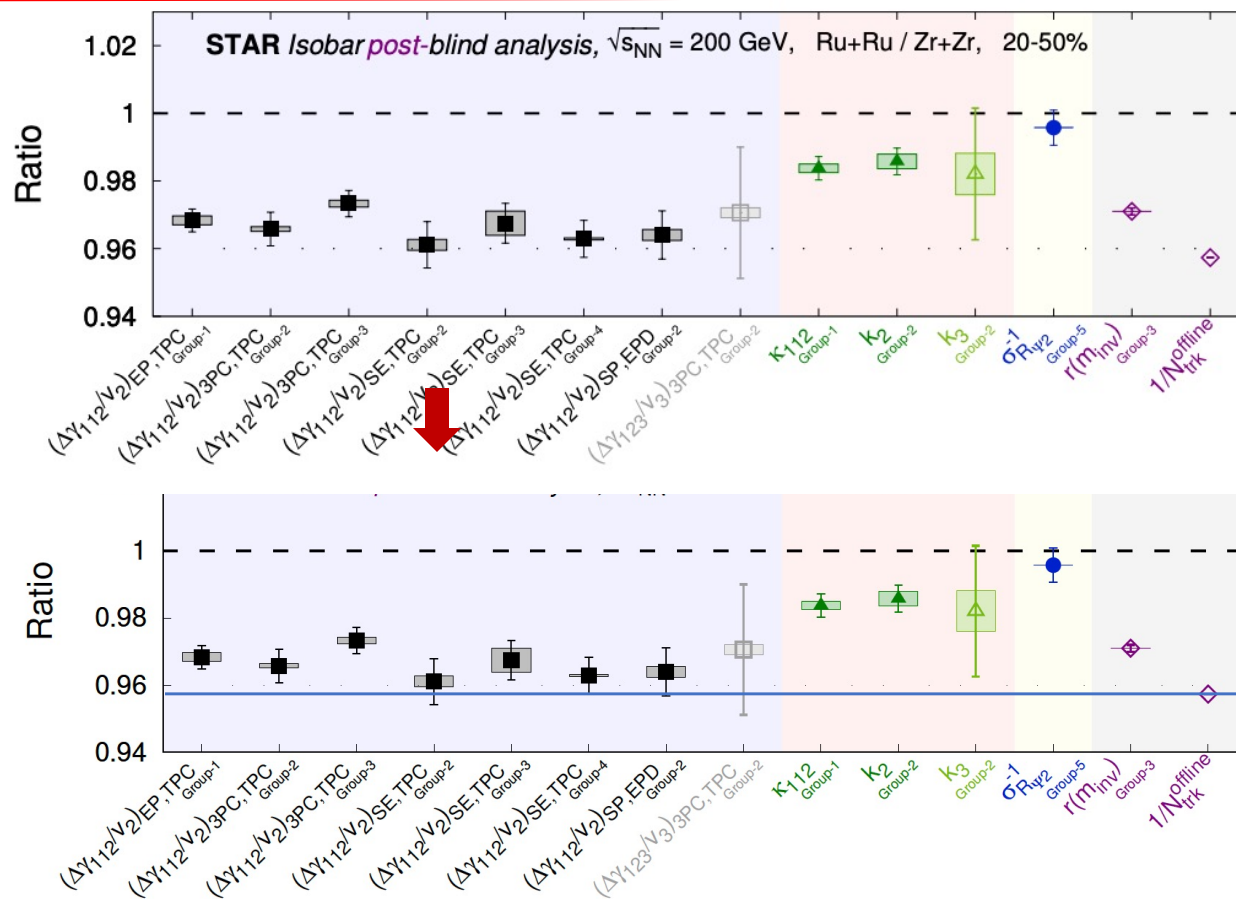 STAR Isobar post-blind analysis, √sNN = 200 GeV, Ru+Ru / Zr+Zr, 20-50%
Ratio
1.02
1
0.98
0.96
0.94
(Δγ112/v2)EP,TPC Group-1
(Δγ112/v2)3PC,TPC Group-2
(Δγ112/v2)3PC,TPC Group-3
(Δγ112/v2)SE,TPC Group-2
(Δγ112/v2)SE,TPC Group-3
(Δγ112/v2)SE,TPC Group-4
(Δγ112/v2)SP,EPD Group-2
(Δγ123/v3)3PC,TPC Group-2
κ112 Group-1
k2 Group-2
k3 Group-2
σ-1RΨ2 Group-5
r(minv) Group-3
1/Nofflinetrk
Ratio
1
0.98
0.96
0.94
(Δγ112/v2)EP,TPC Group-1
(Δγ112/v2)3PC,TPC Group-2
(Δγ112/v2)3PC,TPC Group-3
(Δγ112/v2)SE,TPC Group-2
(Δγ112/v2)SE,TPC Group-3
(Δγ112/v2)SE,TPC Group-4
(Δγ112/v2)SP,EPD Group-2
(Δγ123/v3)3PC,TPC Group-2
κ112 Group-1
k2 Group-2
k3 Group-2
σ-1RΨ2 Group-5
r(minv) Group-3
1/Nofflinetrk